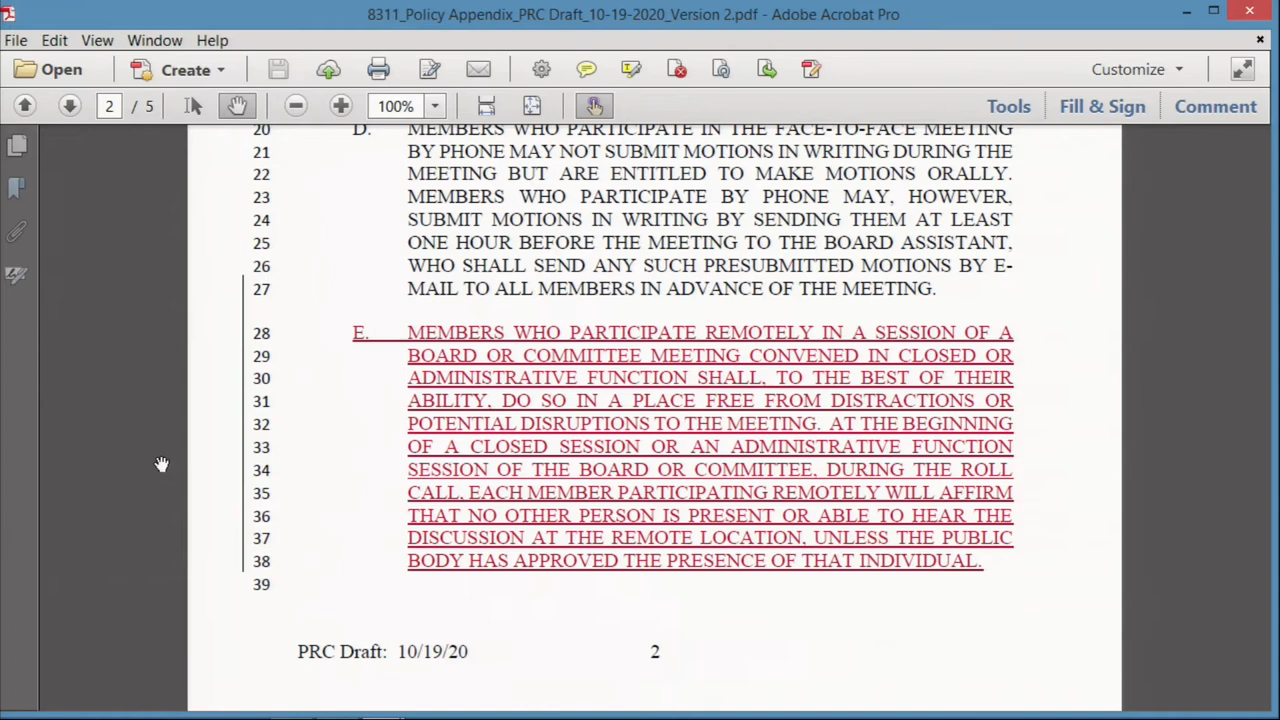 8311_Policy Appendix_PRC Draft_10-19-2020_Version 2.pdf - Adobe Acrobat Pro
File Edit View Window Help
Open Create Customize
2 / 5 100% Tools Fill & Sign Comment
20 D. MEMBERS WHO PARTICIPATE IN THE FACE-TO-FACE MEETING
21 BY PHONE MAY NOT SUBMIT MOTIONS IN WRITING DURING THE
22 MEETING BUT ARE ENTITLED TO MAKE MOTIONS ORALLY.
23 MEMBERS WHO PARTICIPATE BY PHONE MAY, HOWEVER,
24 SUBMIT MOTIONS IN WRITING BY SENDING THEM AT LEAST
25 ONE HOUR BEFORE THE MEETING TO THE BOARD ASSISTANT,
26 WHO SHALL SEND ANY SUCH PRESUBMITTED MOTIONS BY E-
27 MAIL TO ALL MEMBERS IN ADVANCE OF THE MEETING.
28 E. MEMBERS WHO PARTICIPATE REMOTELY IN A SESSION OF A
29 BOARD OR COMMITTEE MEETING CONVENED IN CLOSED OR
30 ADMINISTRATIVE FUNCTION SHALL, TO THE BEST OF THEIR
31 ABILITY, DO SO IN A PLACE FREE FROM DISTRACTIONS OR
32 POTENTIAL DISRUPTIONS TO THE MEETING. AT THE BEGINNING
33 OF A CLOSED SESSION OR AN ADMINISTRATIVE FUNCTION
34 SESSION OF THE BOARD OR COMMITTEE, DURING THE ROLL
35 CALL, EACH MEMBER PARTICIPATING REMOTELY WILL AFFIRM
36 THAT NO OTHER PERSON IS PRESENT OR ABLE TO HEAR THE
37 DISCUSSION AT THE REMOTE LOCATION, UNLESS THE PUBLIC
38 BODY HAS APPROVED THE PRESENCE OF THAT INDIVIDUAL.
39
PRC Draft: 10/19/20 2